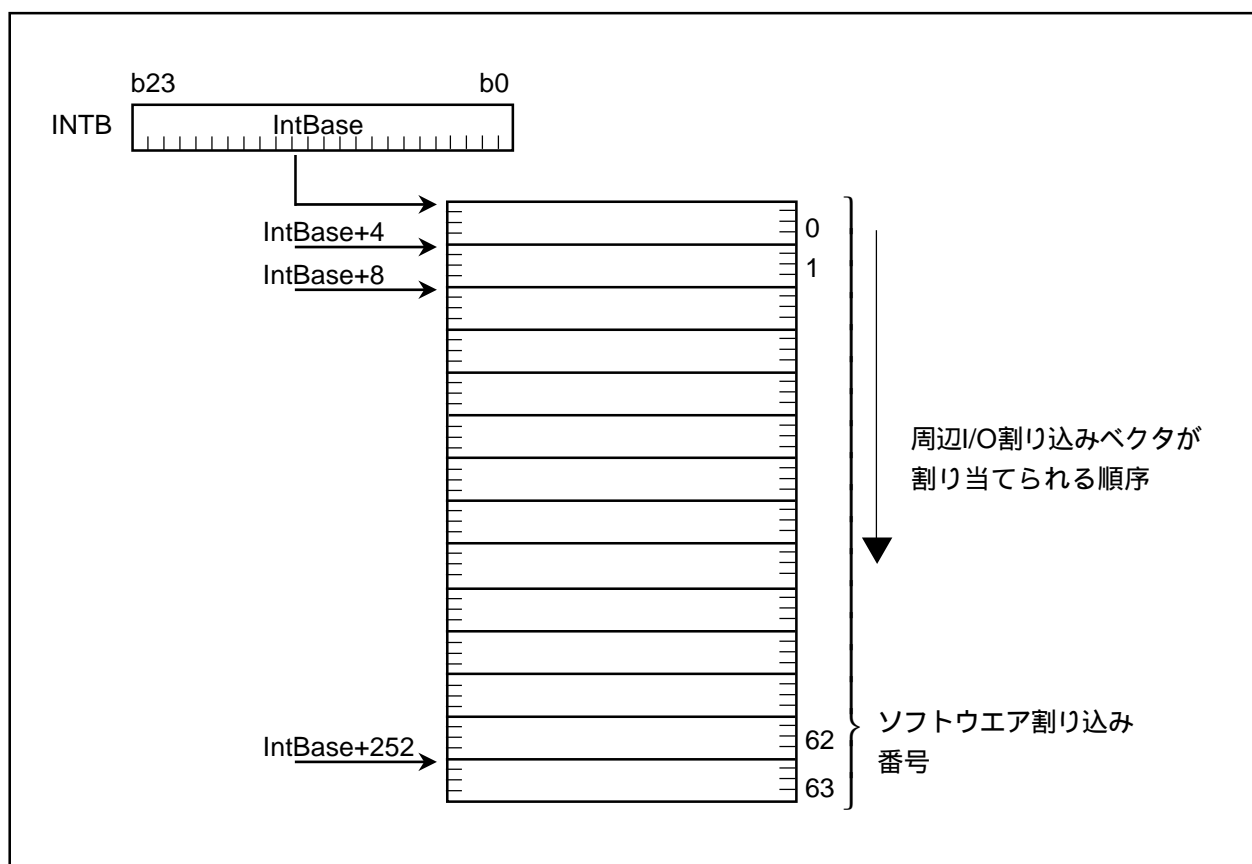 b23 b0
INTB IntBase
IntBase+4
0
IntBase+8
1
周辺I/O割り込みベクタが
割り当てられる順序
IntBase+252
62
63
ソフトウエア割り込み
番号